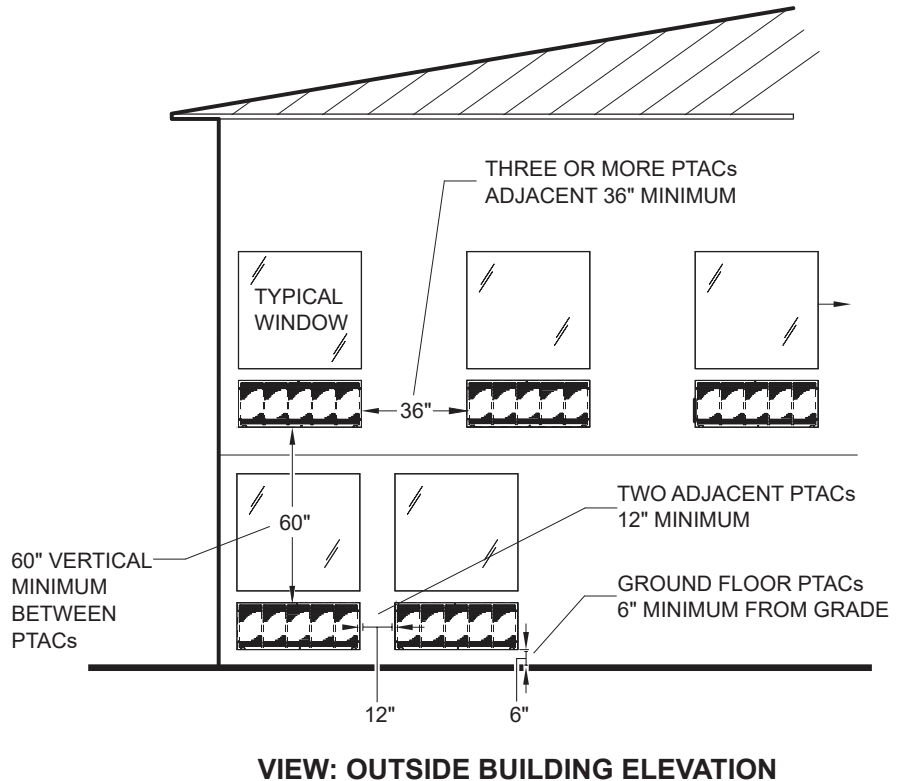 THREE OR MORE PTACs
ADJACENT 36" MINIMUM
TYPICAL
WINDOW
36"
60"
TWO ADJACENT PTACs
12" MINIMUM
60" VERTICAL
MINIMUM
BETWEEN
PTACs
GROUND FLOOR PTACs
6" MINIMUM FROM GRADE
12"
6"
VIEW: OUTSIDE BUILDING ELEVATION